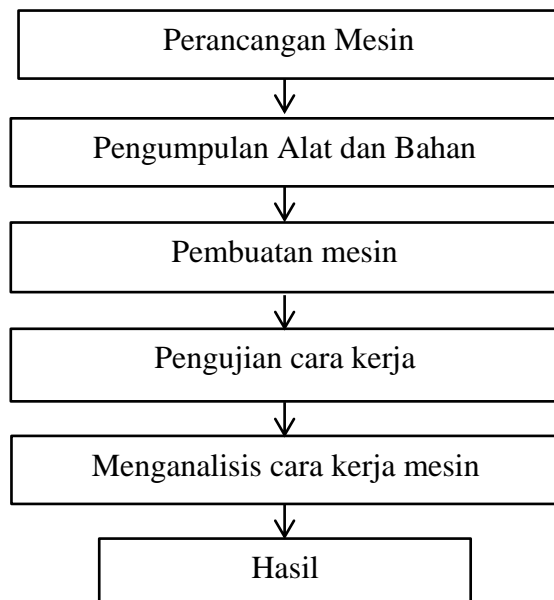 Perancangan Mesin
Pengumpulan Alat dan Bahan
Pembuatan mesin
Pengujian cara kerja
Menganalisis cara kerja mesin
Hasil